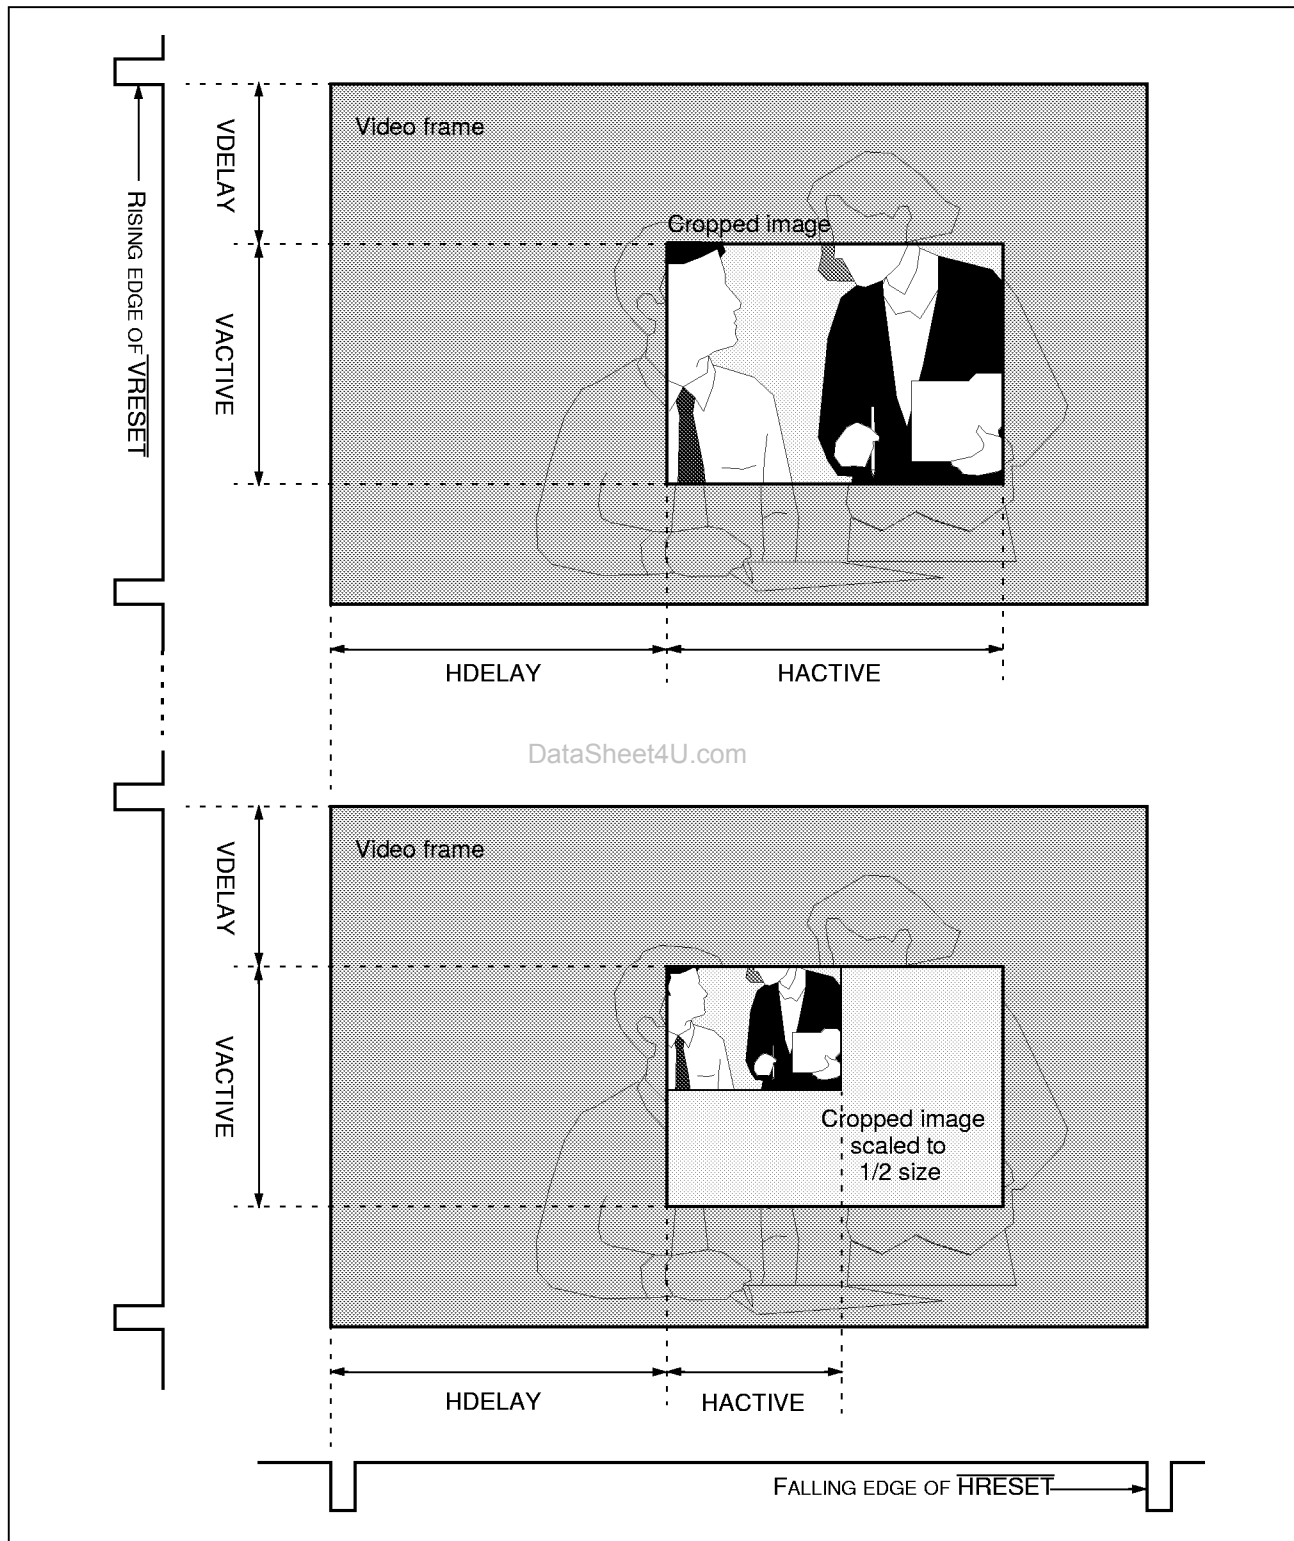 VDELAY
Video frame
Cropped image
RISING EDGE OF VRESET
VACTIVE
HDELAY
HACTIVE
DataSheet4U.com
VDELAY
Video frame
VACTIVE
Cropped image
scaled to
1/2 size
HDELAY
HACTIVE
FALLING EDGE OF HRESET